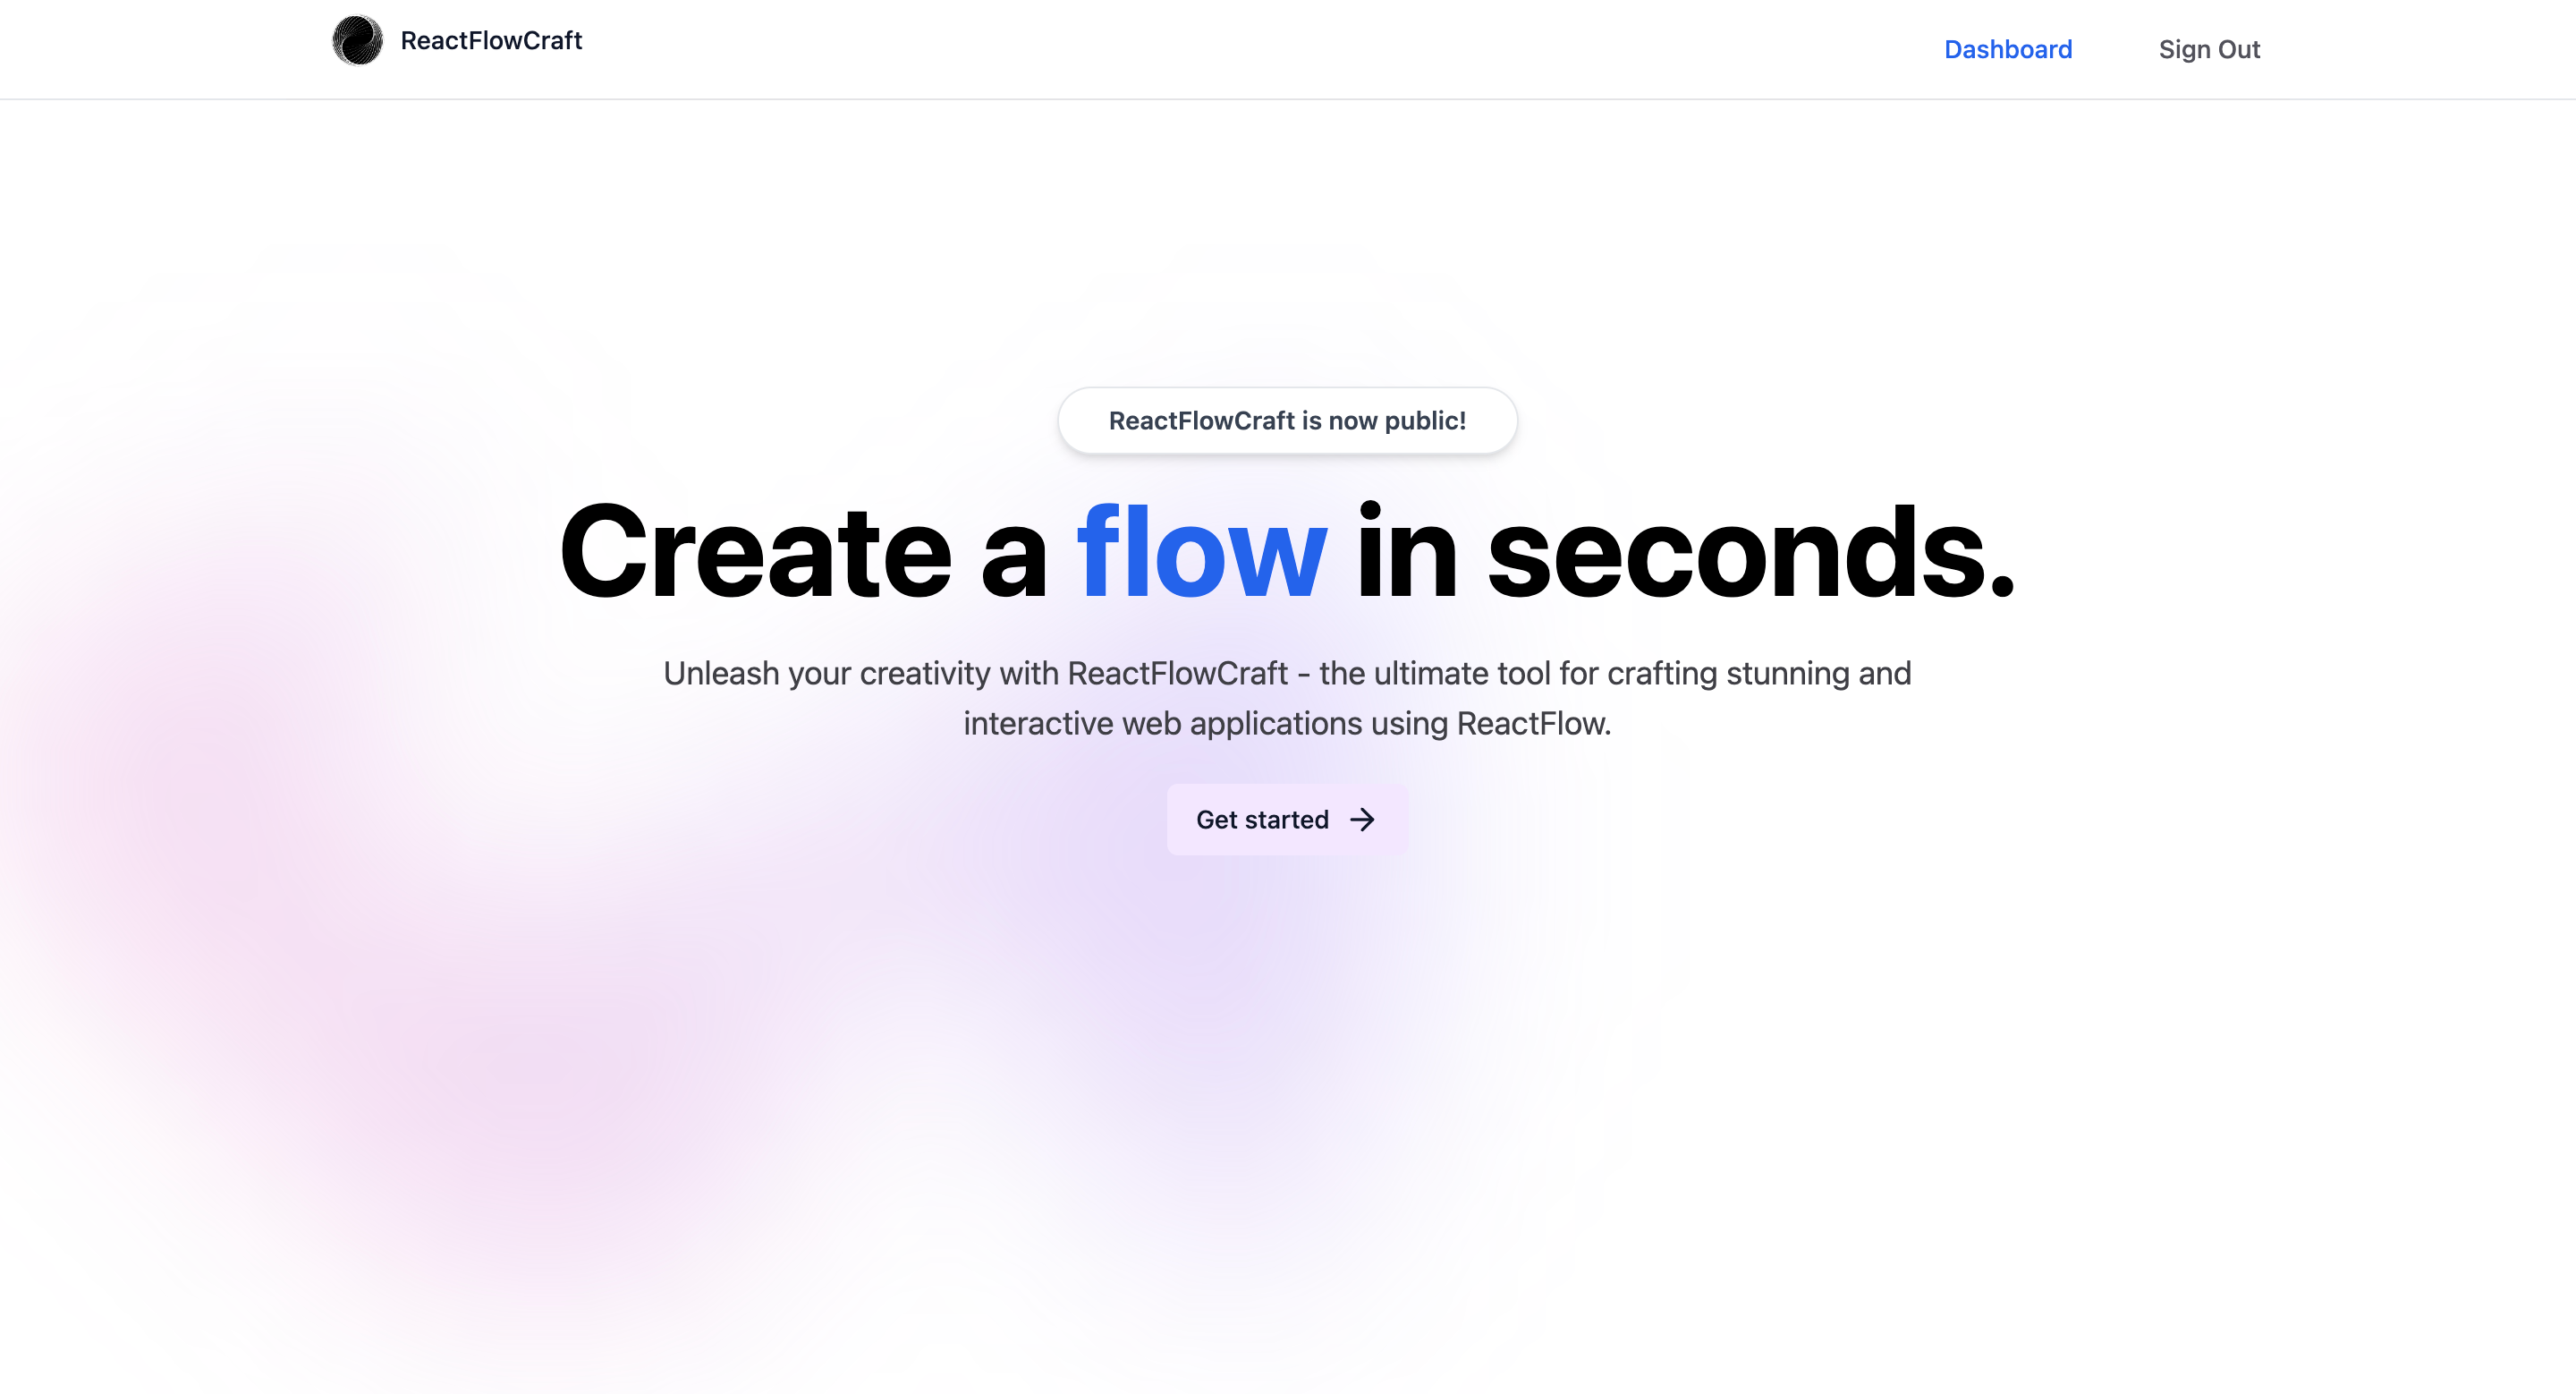 ReactFlowCraft
Dashboard
Sign Out
ReactFlowCraft is now public!
Create a flow in seconds.
Unleash your creativity with ReactFlowCraft - the ultimate tool for crafting stunning and
interactive web applications using ReactFlow.
Get started